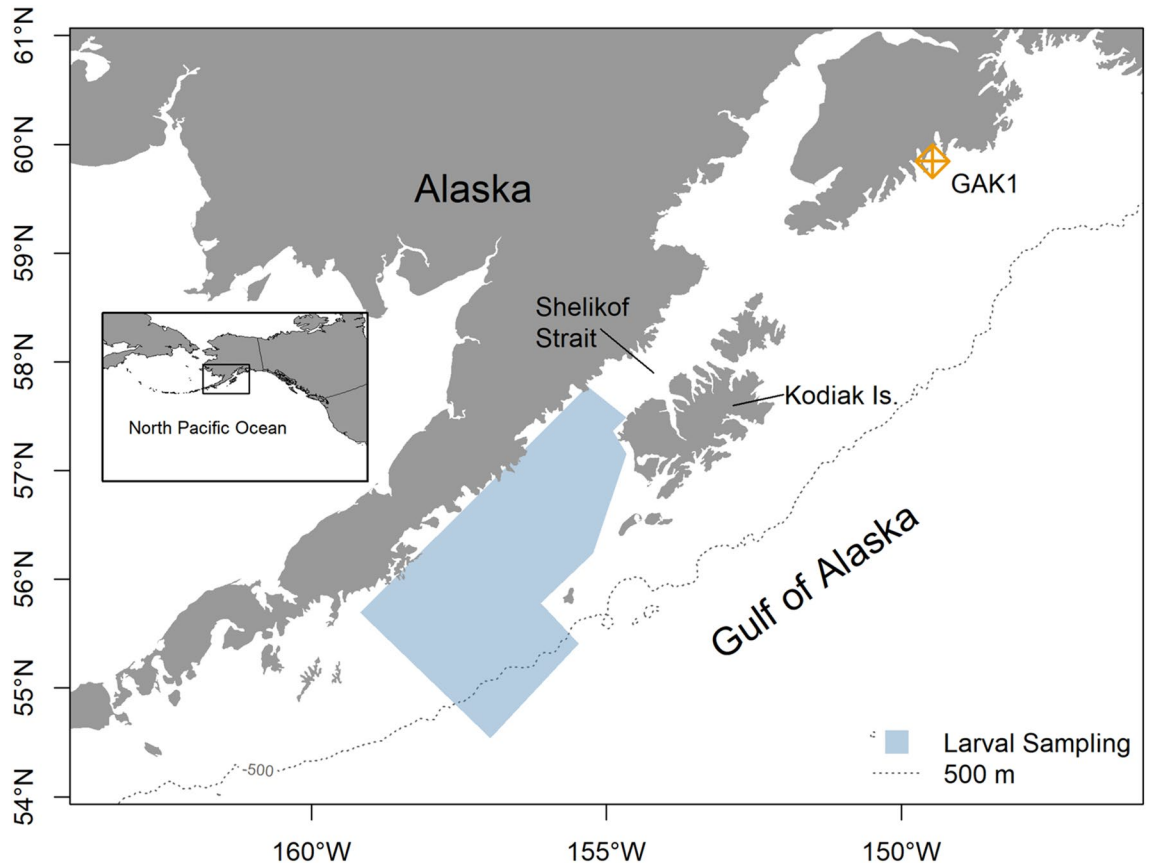 61°N
60°N
59°N
58°N
57°N
56°N
55°N
54°N
Alaska
GAK1
Shelikof
Strait
Kodiak Is.
North Pacific Ocean
Gulf of Alaska
-500
Larval Sampling
500 m
160°W
155°W
150°W